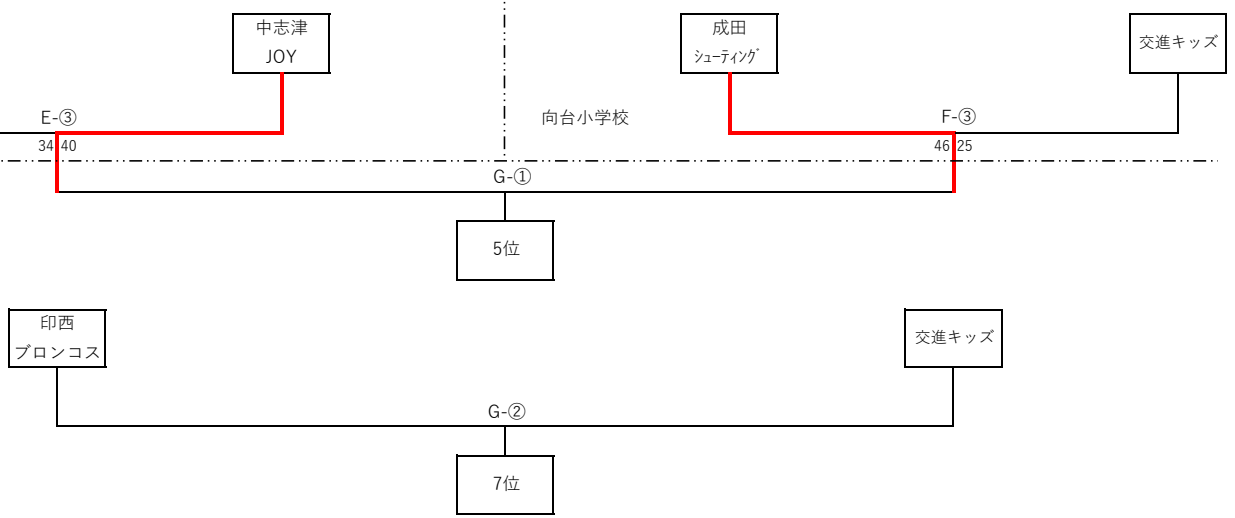 中志津
JOY
成田
ｼｭｰﾃｨﾝｸﾞ
交進キッズ
E-③
向台小学校
F-③
34 40
46 25
G-①
5位
印西
ブロンコス
交進キッズ
G-②
7位